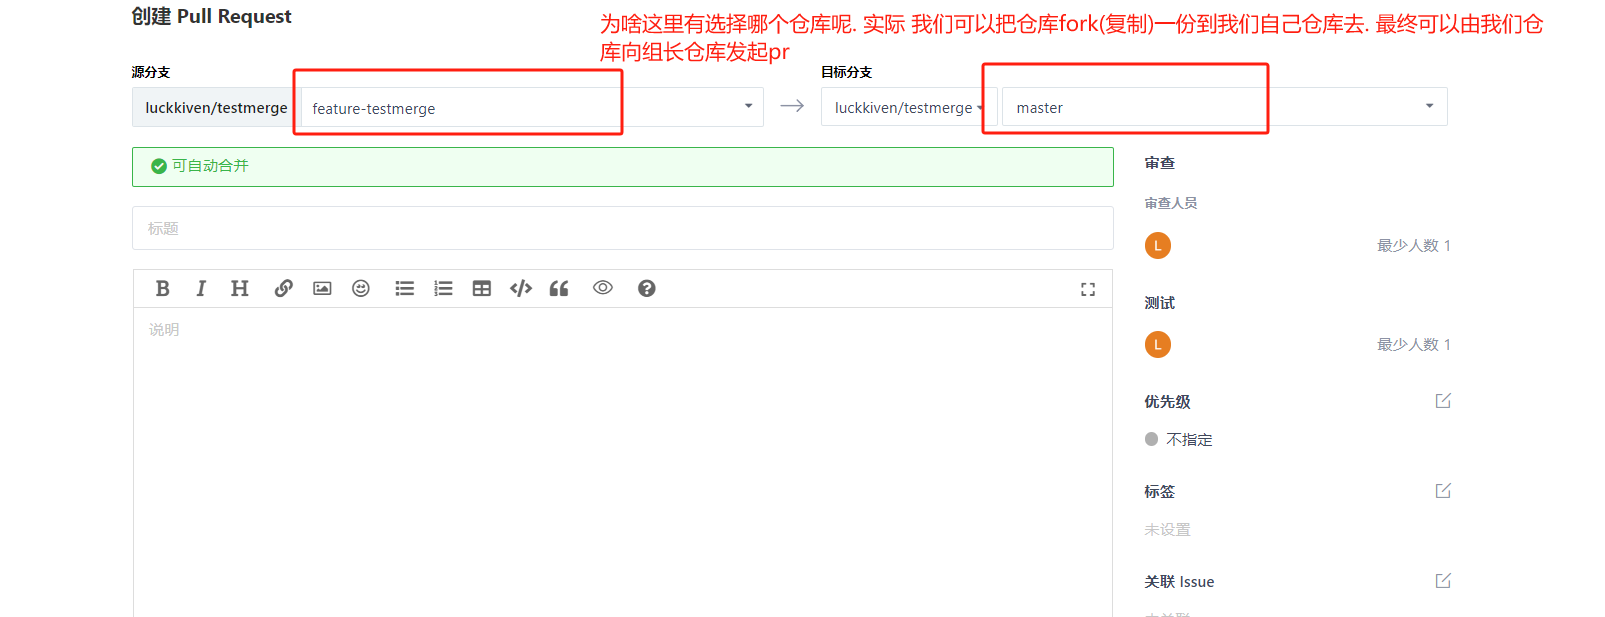 创建 Pull Request
为啥这里有选择哪个仓库呢. 实际 我们可以把仓库fork(复制)一份到我们自己仓库去. 最终可以由我们仓
库向组长仓库发起pr
源分支
目标分支
luckkiven/testmerge feature-testmerge
luckkiven/testmerge master
可自动合并
标题
B I H
说明
审查
审查人员
L 最少人数 1
测试
L 最少人数 1
优先级
不指定
标签
未设置
关联 Issue